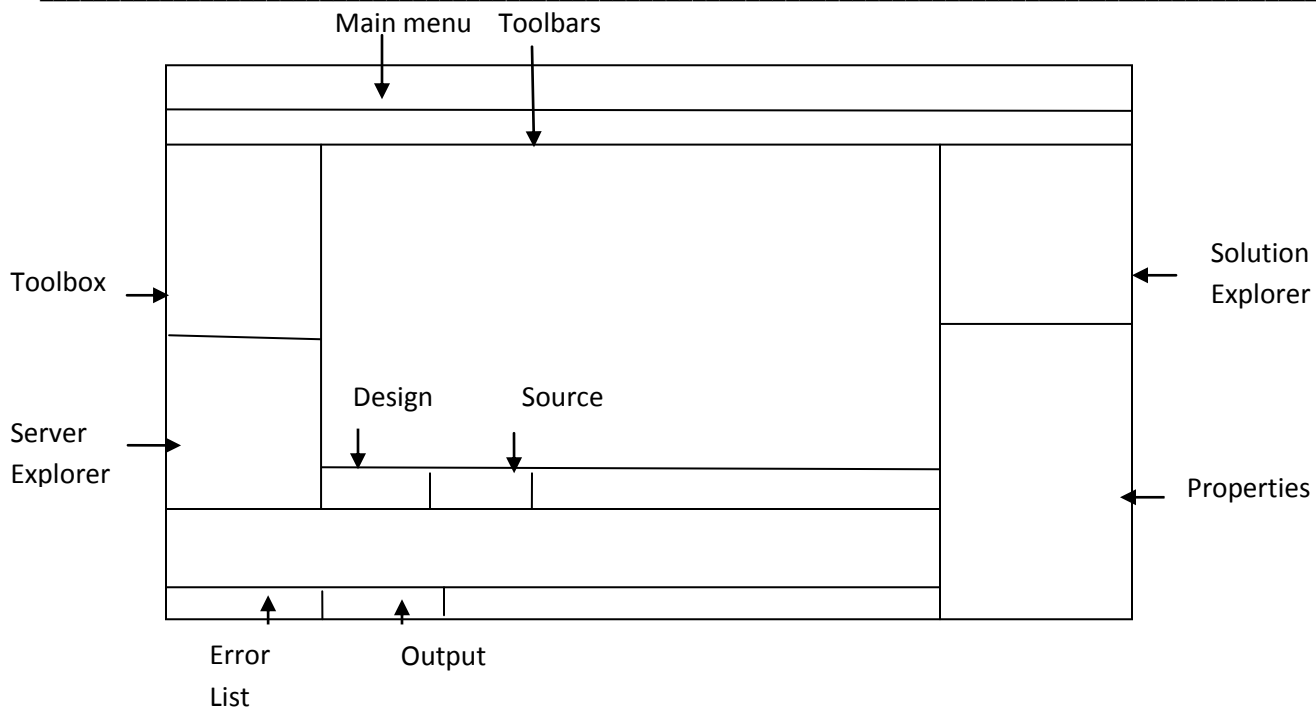 Main menu Toolbars
Toolbox
Solution
Explorer
Design Source
Server
Explorer
Properties
Error
List
Output